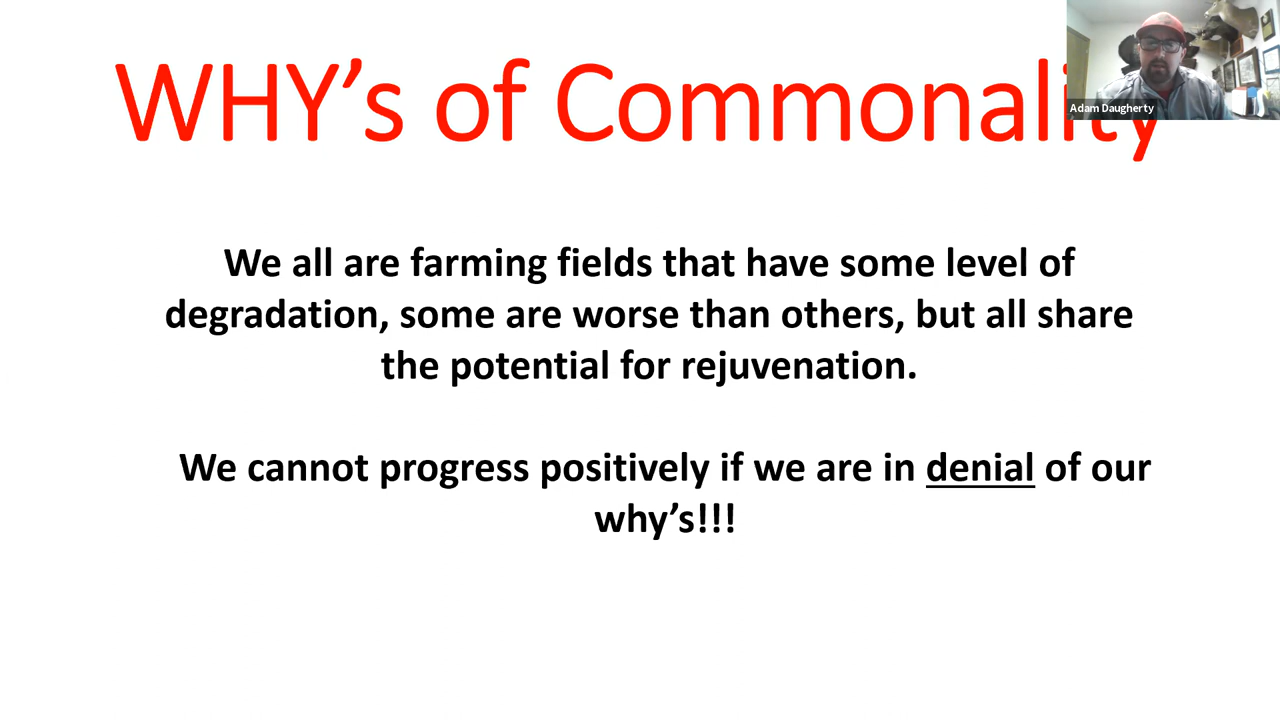 WHY's of Commonality
Adam Daugherty
We all are farming fields that have some level of
degradation, some are worse than others, but all share
the potential for rejuvenation.
We cannot progress positively if we are in denial of our
why's!!!